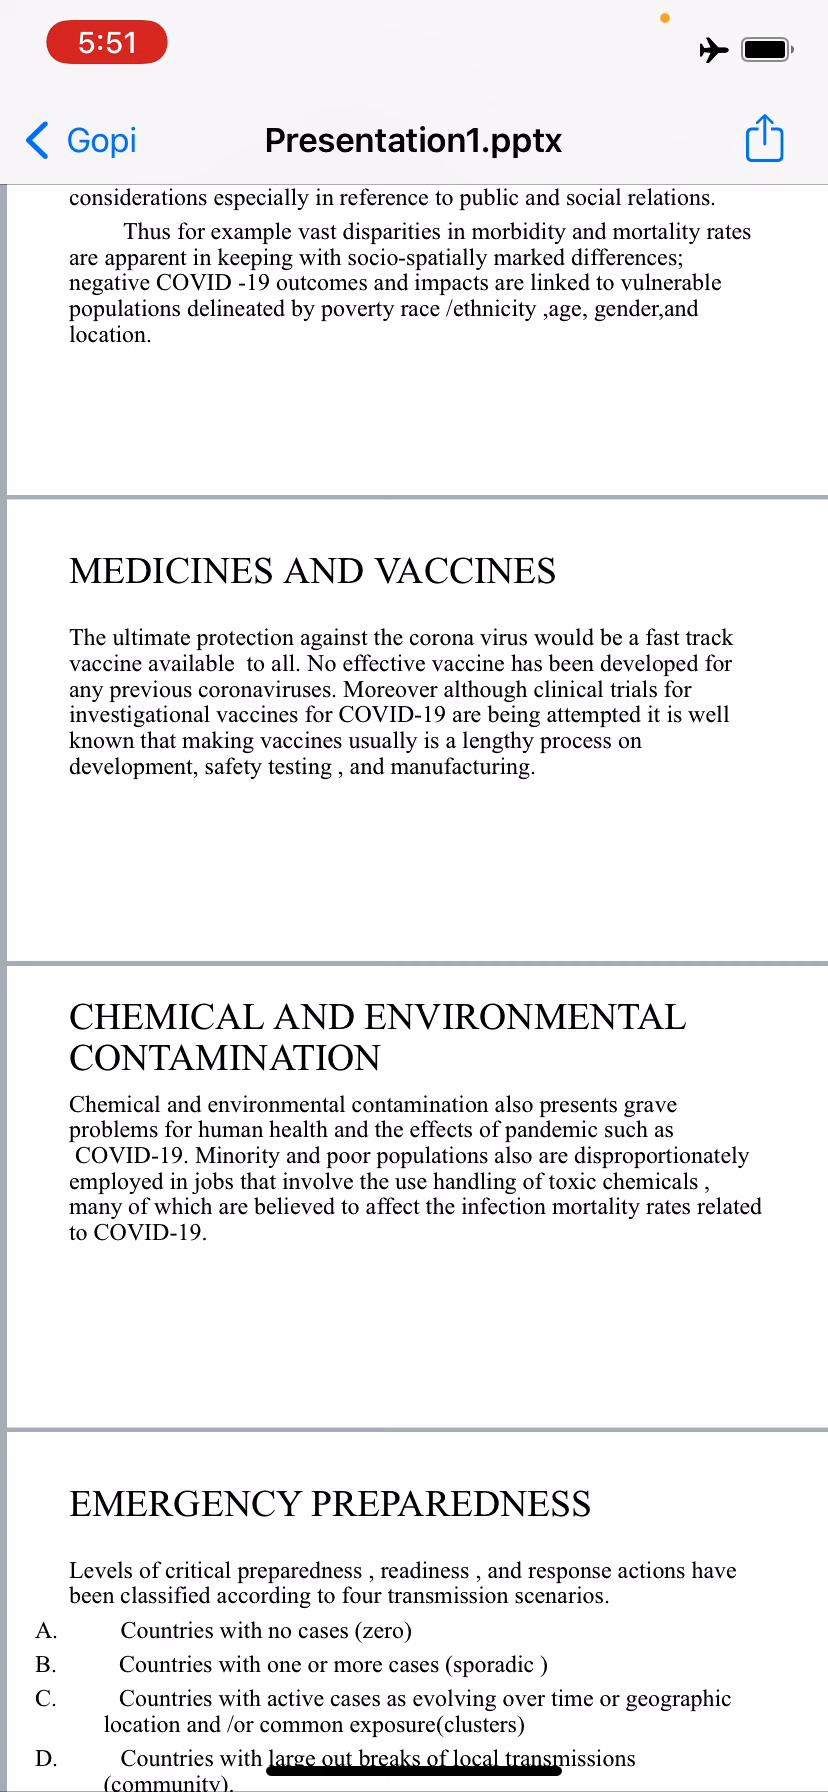 5:51
Gopi
Presentation1.pptx
considerations especially in reference to public and social relations.
Thus for example vast disparities in morbidity and mortality rates
are apparent in keeping with socio-spatially marked differences;
negative COVID -19 outcomes and impacts are linked to vulnerable
populations delineated by poverty race /ethnicity ,age, gender,and
location.
MEDICINES AND VACCINES
The ultimate protection against the corona virus would be a fast track
vaccine available  to all. No effective vaccine has been developed for
any previous coronaviruses. Moreover although clinical trials for
investigational vaccines for COVID-19 are being attempted it is well
known that making vaccines usually is a lengthy process on
development, safety testing , and manufacturing.
CHEMICAL AND ENVIRONMENTAL
CONTAMINATION
Chemical and environmental contamination also presents grave
problems for human health and the effects of pandemic such as
COVID-19. Minority and poor populations also are disproportionately
employed in jobs that involve the use handling of toxic chemicals ,
many of which are believed to affect the infection mortality rates related
to COVID-19.
EMERGENCY PREPAREDNESS
Levels of critical preparedness , readiness , and response actions have
been classified according to four transmission scenarios.
A. Countries with no cases (zero)
B. Countries with one or more cases (sporadic )
C. Countries with active cases as evolving over time or geographic
location and /or common exposure(clusters)
D. Countries with large out breaks of local transmissions
(community).